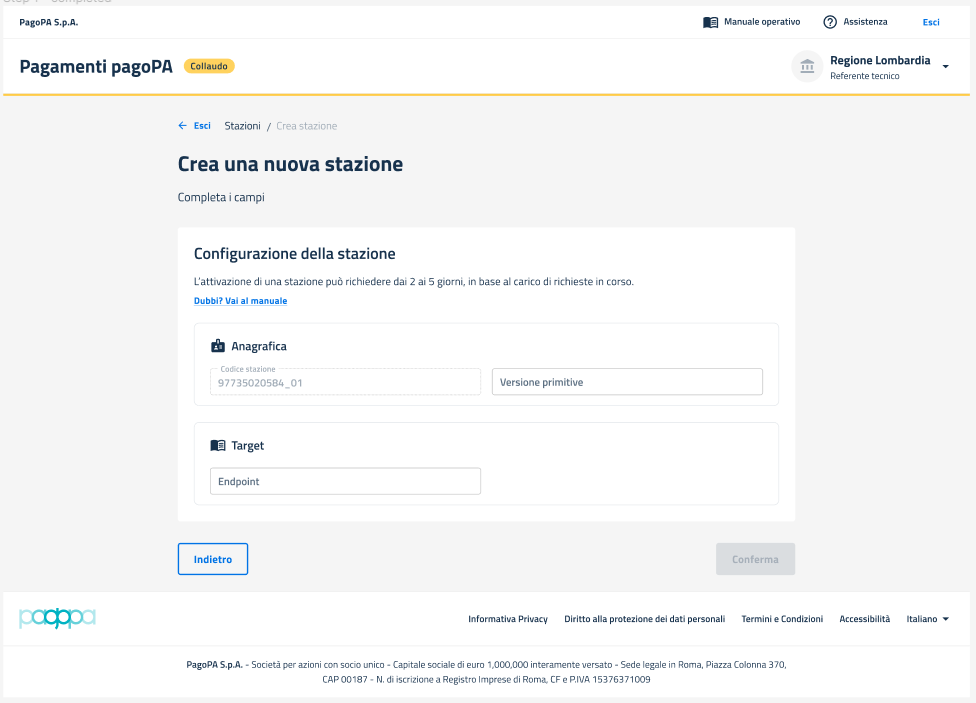 Step 1 - Completed
PagoPA S.p.A.
Manuale operativo
Assistenza
Esci
Pagamenti pagoPA
Collaudo
Regione Lombardia
Referente tecnico
Esci
Stazioni / Crea stazione
Crea una nuova stazione
Completa i campi
Configurazione della stazione
L'attivazione di una stazione può richiedere dai 2 ai 5 giorni, in base al carico di richieste in corso.
Dubbi? Vai al manuale
Anagrafica
Codice stazione
97735020584_01
Versione primitive
Target
Endpoint
Indietro
Conferma
pagopa
Informativa Privacy
Diritto alla protezione dei dati personali
Termini e Condizioni
Accessibilità
Italiano
PagoPA S.p.A. - Società per azioni con socio unico - Capitale sociale di euro 1,000,000 interamente versato - Sede legale in Roma, Piazza Colonna 370,
CAP 00187 - N. di iscrizione a Registro Imprese di Roma, CF e P.IVA 15376371009